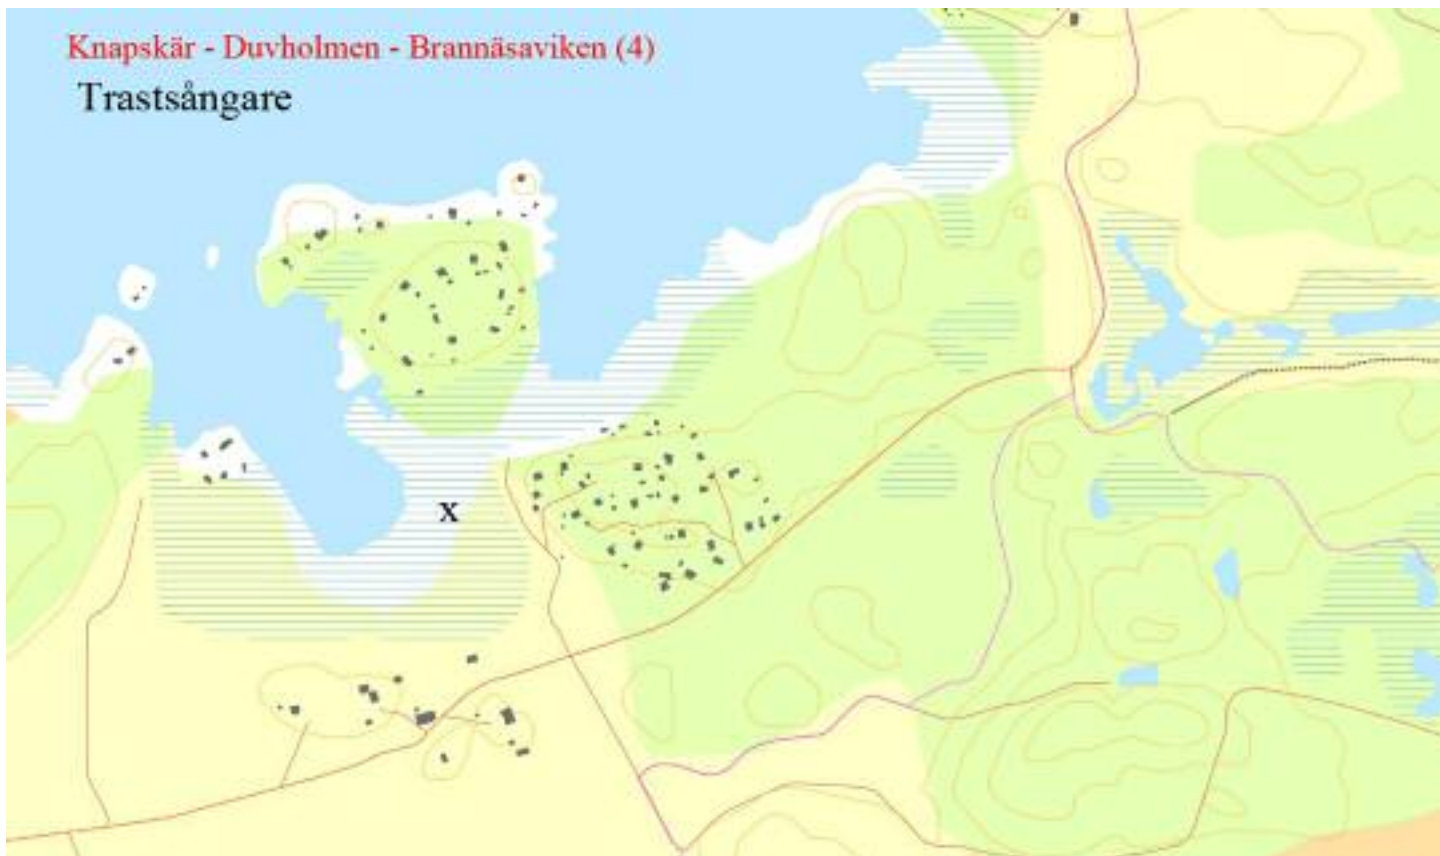 Knapskär - Duvholmen - Brannäsaviken (4)
Trastsångare
X